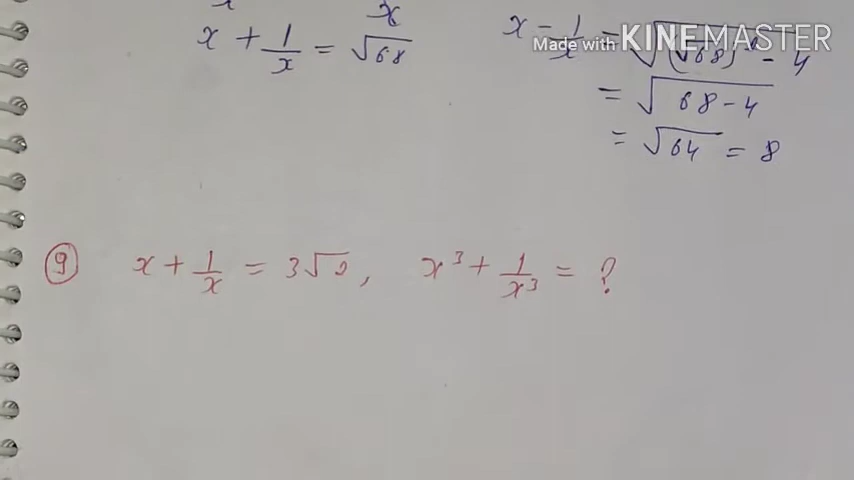 x
x + 1/x = √68
x - 1/x = √(√68)² - 4
= √68 - 4
= √64 = 8
Made with KINEMASTER
9 x + 1/x = 3√2, x³ + 1/x³ = ?